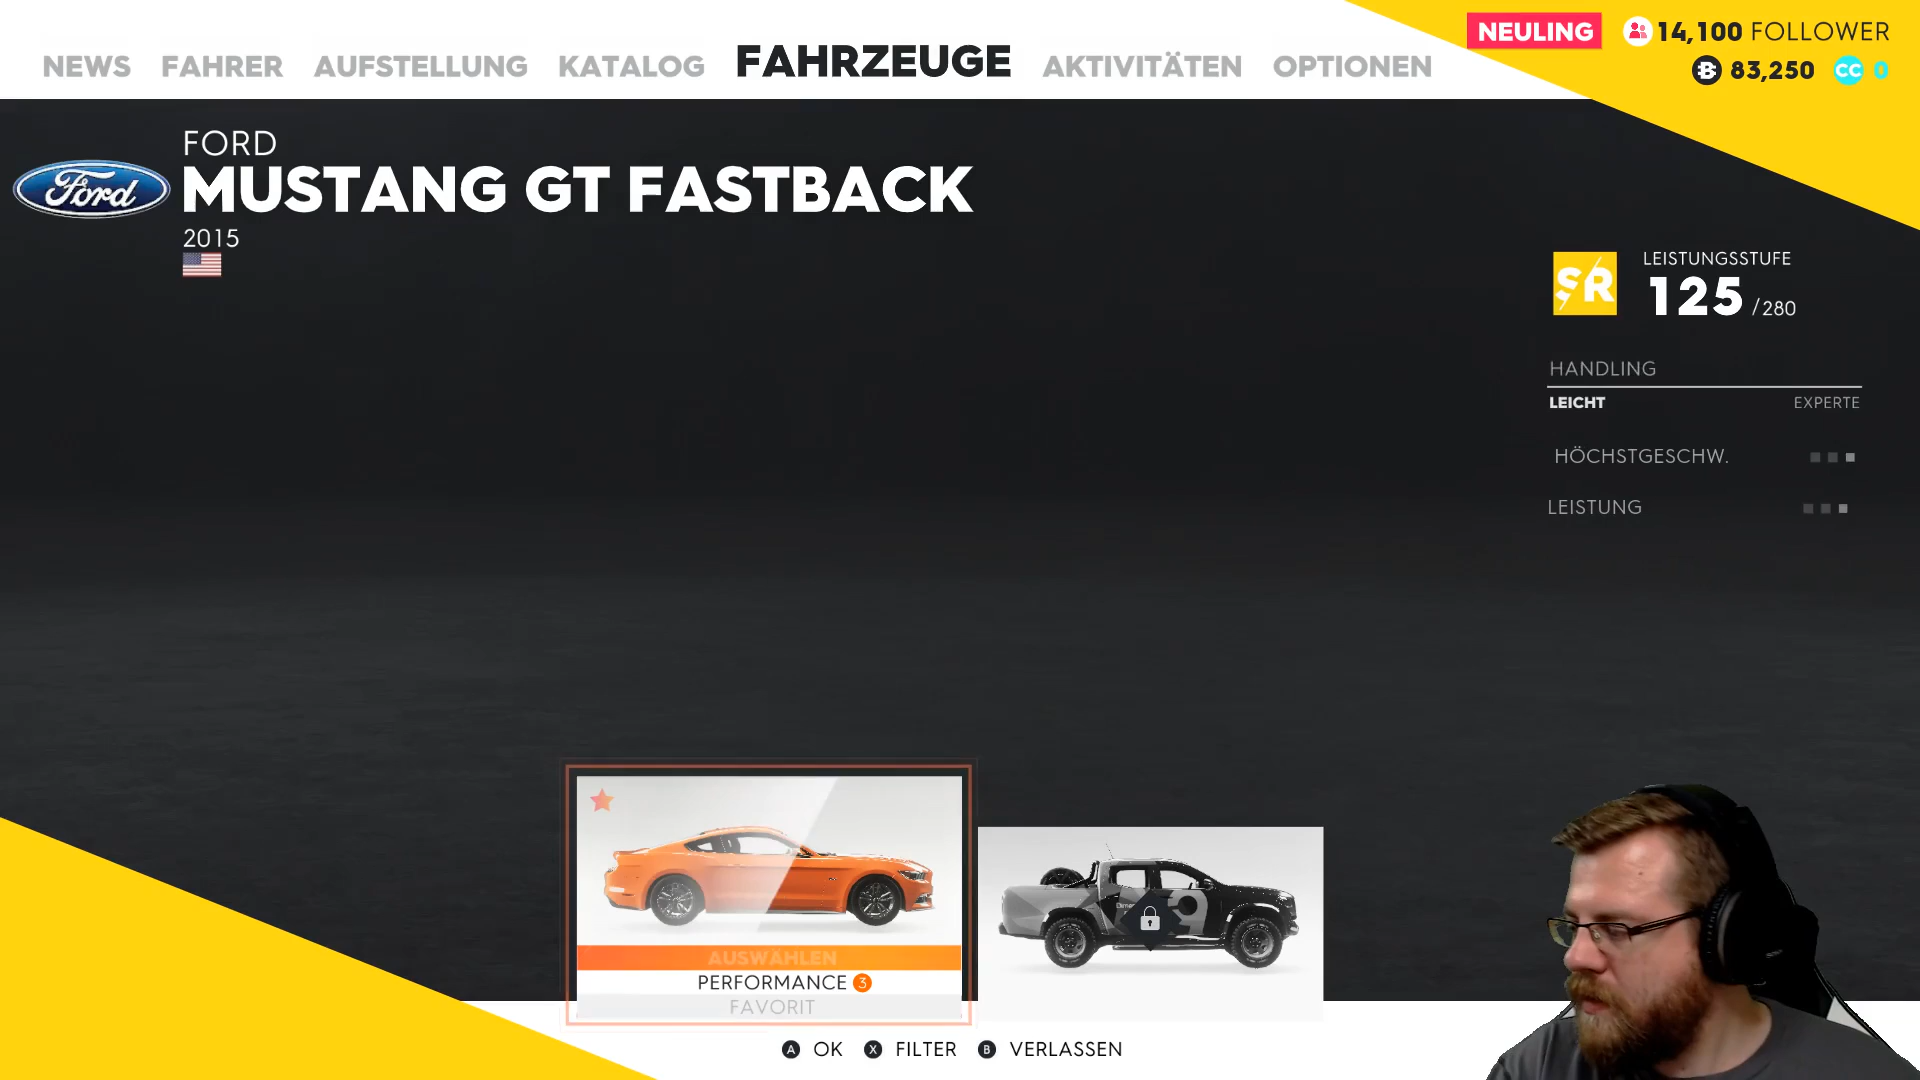 NEWS FAHRER AUFSTELLUNG KATALOG FAHRZEUGE AKTIVITÄTEN OPTIONEN
NEULING 14,100 FOLLOWER
83,250 CC 0
FORD
Ford MUSTANG GT FASTBACK
2015
SR LEISTUNGSSTUFE
125 /280
HANDLING
LEICHT EXPERTE
HÖCHSTGESCHW.
LEISTUNG
AUSWÄHLEN
PERFORMANCE 3
FAVORIT
A OK X FILTER B VERLASSEN